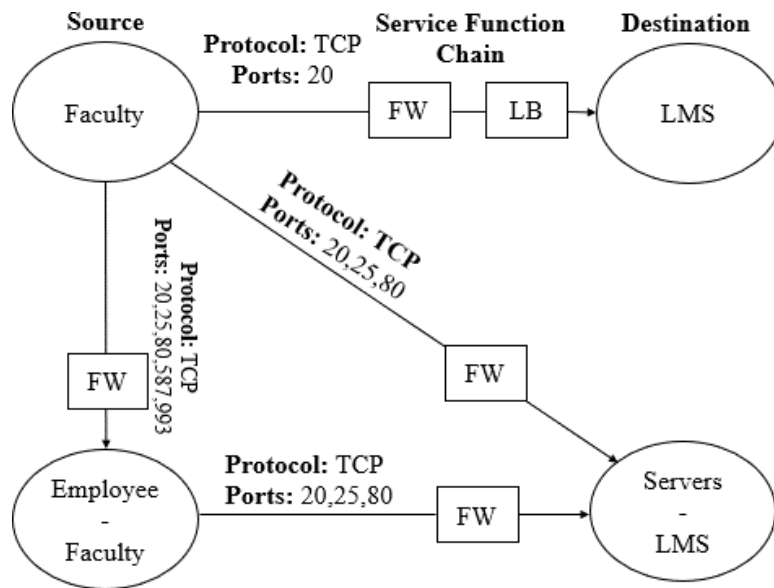 Source
Protocol: TCP
Ports: 20
Service Function
Chain
Destination
Faculty
FW
LB
LMS
Protocol: TCP
Ports: 20,25,80
Protocol: TCP
Ports: 20,25,80,587,993
FW
FW
Employee
-
Faculty
Protocol: TCP
Ports: 20,25,80
FW
Servers
-
LMS